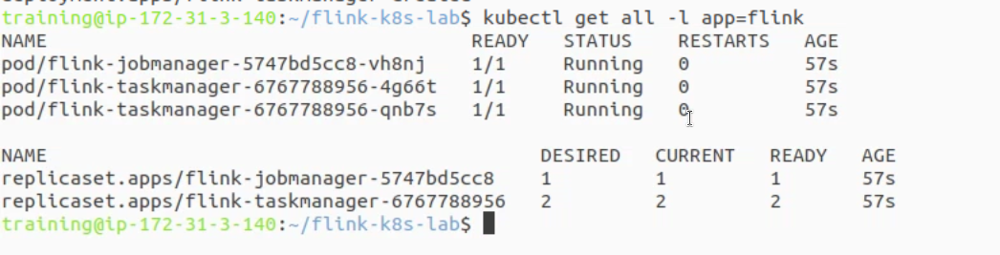 training@ip-172-31-3-140:~/flink-k8s-lab$ kubectl get all -l app=flink
NAME READY STATUS RESTARTS AGE
pod/flink-jobmanager-5747bd5cc8-vh8nj 1/1 Running 0 57s
pod/flink-taskmanager-6767788956-4g66t 1/1 Running 0 57s
pod/flink-taskmanager-6767788956-qnb7s 1/1 Running 0 57s
NAME DESIRED CURRENT READY AGE
replicaset.apps/flink-jobmanager-5747bd5cc8 1 1 1 57s
replicaset.apps/flink-taskmanager-6767788956 2 2 2 57s
training@ip-172-31-3-140:~/flink-k8s-lab$